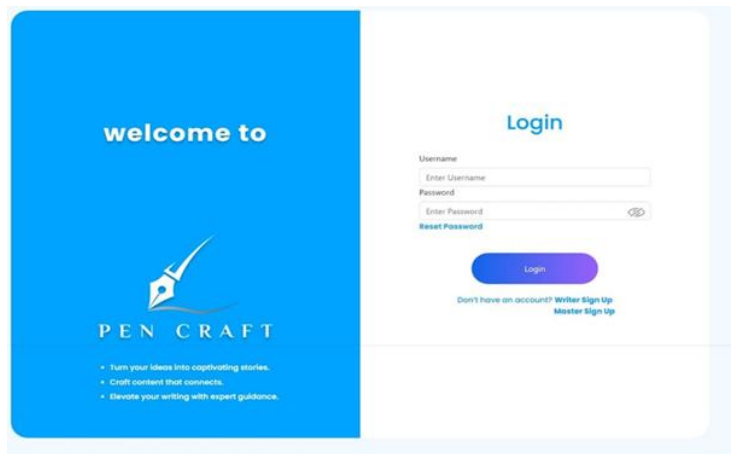 welcome to
PEN CRAFT
• Turn your ideas into captivating stories.
• Craft content that connects.
• Elevate your writing with expert guidance.
Login
Username
Enter Username
Password
Enter Password
Reset Password
Login
Don't have an account? Writer Sign Up
Master Sign Up